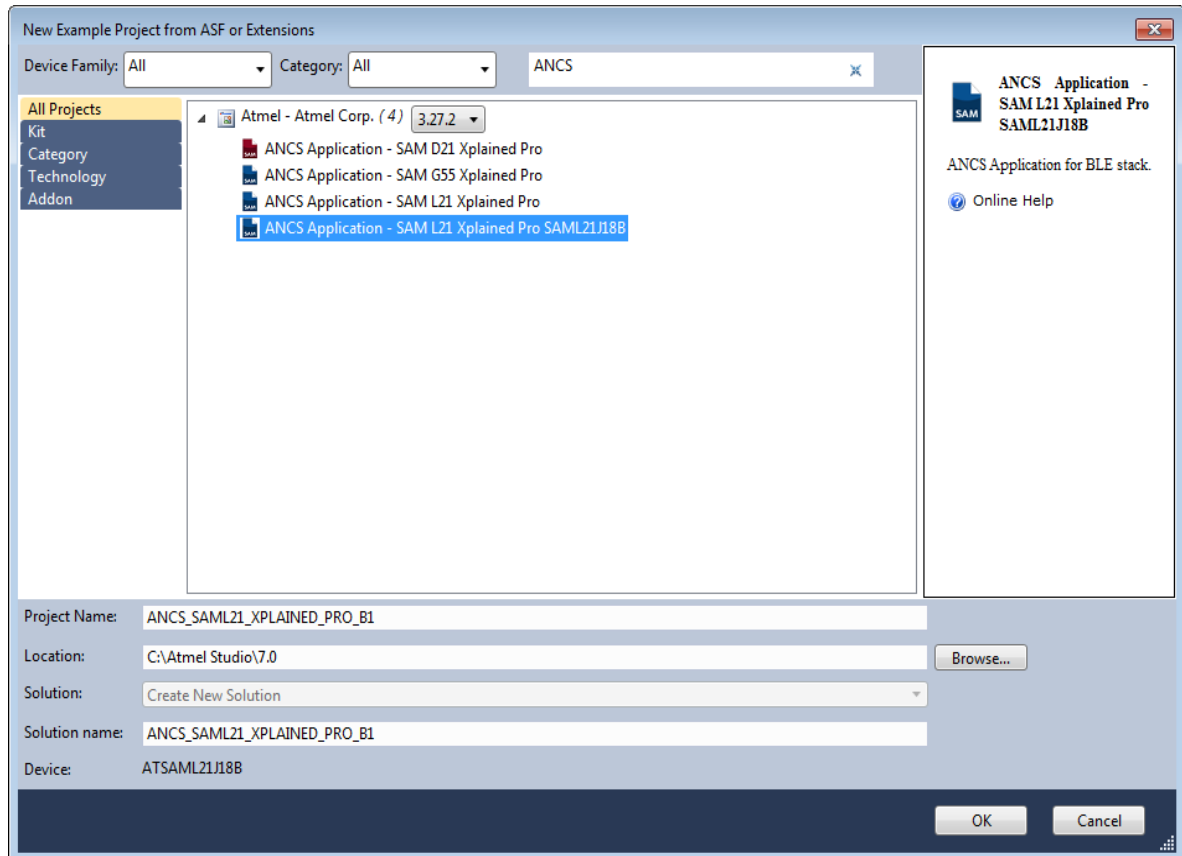 New Example Project from ASF or Extensions
Device Family: All Category: All ANCS
All Projects
Kit
Category
Technology
Addon
Atmel - Atmel Corp. (4) 3.27.2
SAM ANCS Application - SAM D21 Xplained Pro
SAM ANCS Application - SAM G55 Xplained Pro
SAM ANCS Application - SAM L21 Xplained Pro
SAM ANCS Application - SAM L21 Xplained Pro SAML21J18B
SAM
ANCS Application -
SAM L21 Xplained Pro
SAML21J18B
ANCS Application for BLE stack.
? Online Help
Project Name: ANCS_SAML21_XPLAINED_PRO_B1
Location: C:\Atmel Studio\7.0 Browse...
Solution: Create New Solution
Solution name: ANCS_SAML21_XPLAINED_PRO_B1
Device: ATSAML21J18B
OK Cancel